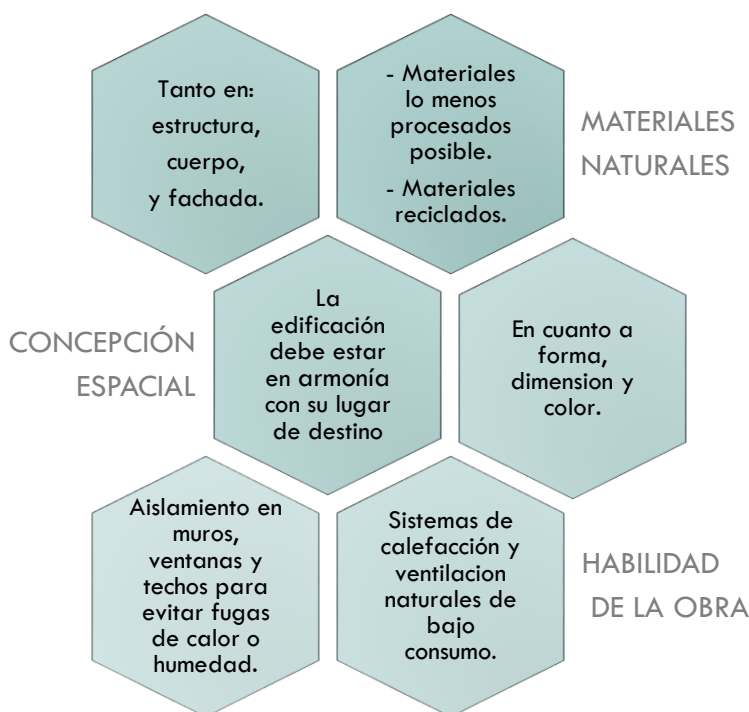 Tanto en:
estructura,
cuerpo,
y fachada.
- Materiales
lo menos
procesados
posible.
- Materiales
reciclados.
MATERIALES
NATURALES
CONCEPCIÓN
ESPACIAL
La
edificación
debe estar
en armonía
con su lugar
de destino
En cuanto a
forma,
dimension y
color.
Aislamiento en
muros,
ventanas y
techos para
evitar fugas
de calor o
humedad.
Sistemas de
calefacción y
ventilacion
naturales de
bajo
consumo.
HABILIDAD
DE LA OBRA